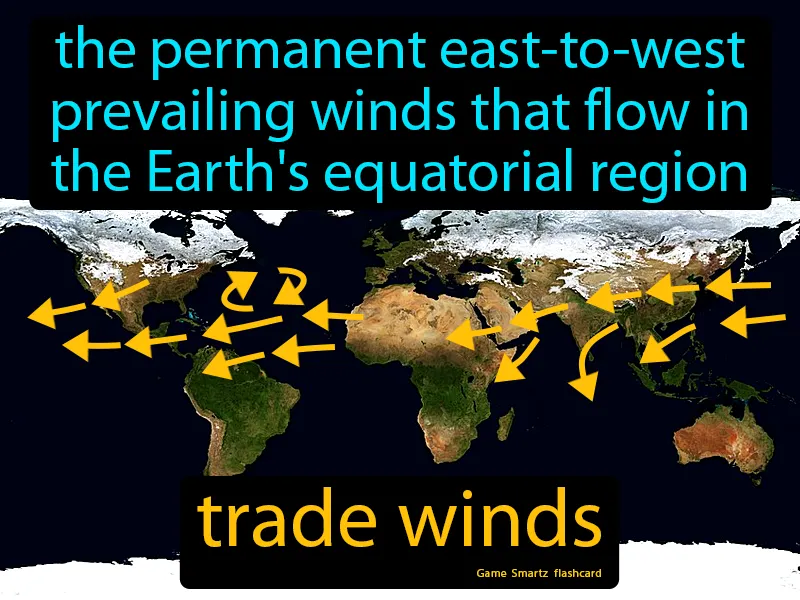 the permanent east-to-west
prevailing winds that flow in
the Earth's equatorial region
trade winds
Game Smartz flashcard